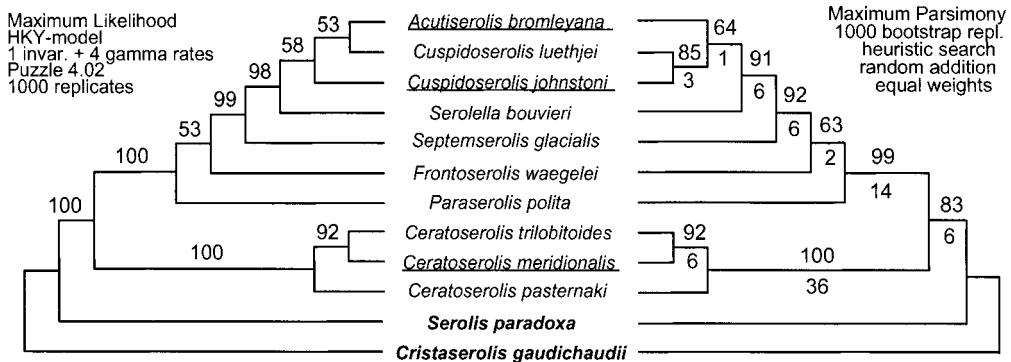 Maximum Likelihood
HKY-model
1 invar. + 4 gamma rates
Puzzle 4.02
1000 replicates
Maximum Parsimony
1000 bootstrap repl.
heuristic search
random addition
equal weights
53 Acutiserolis bromleyana 64
58 Cuspidoserolis luethjei 85 1 91
98 Cuspidoserolis johnstoni 3 6 92
99 Serolella bouvieri 6 63
53 Septemserolis glacialis 2 99
100 Frontoserolis waegelei 14
100 Paraserolis polita 83
92 Ceratoserolis trilobitoides 92 6
100 Ceratoserolis meridionalis 6 100
Ceratoserolis pasternaki 36
Serolis paradoxa
Cristaserolis gaudichaudii